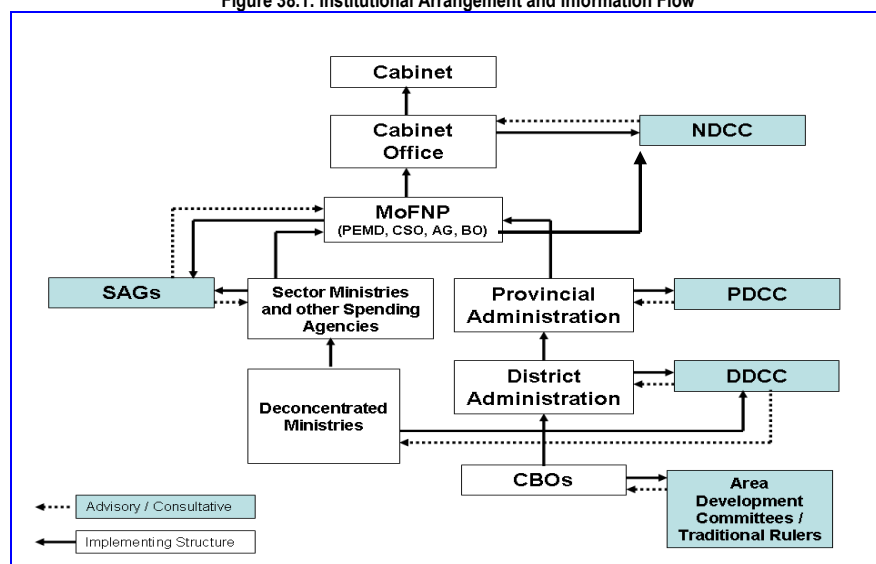 Figure 38.1: Institutional Arrangement and Information Flow
Cabinet
Cabinet
Office
NDCC
MoFNP
(PEMD, CSO, AG, BO)
SAGs
Sector Ministries
and other Spending
Agencies
Provincial
Administration
PDCC
Deconcentrated
Ministries
District
Administration
DDCC
CBOs
Area
Development
Committees /
Traditional Rulers
Advisory / Consultative
Implementing Structure